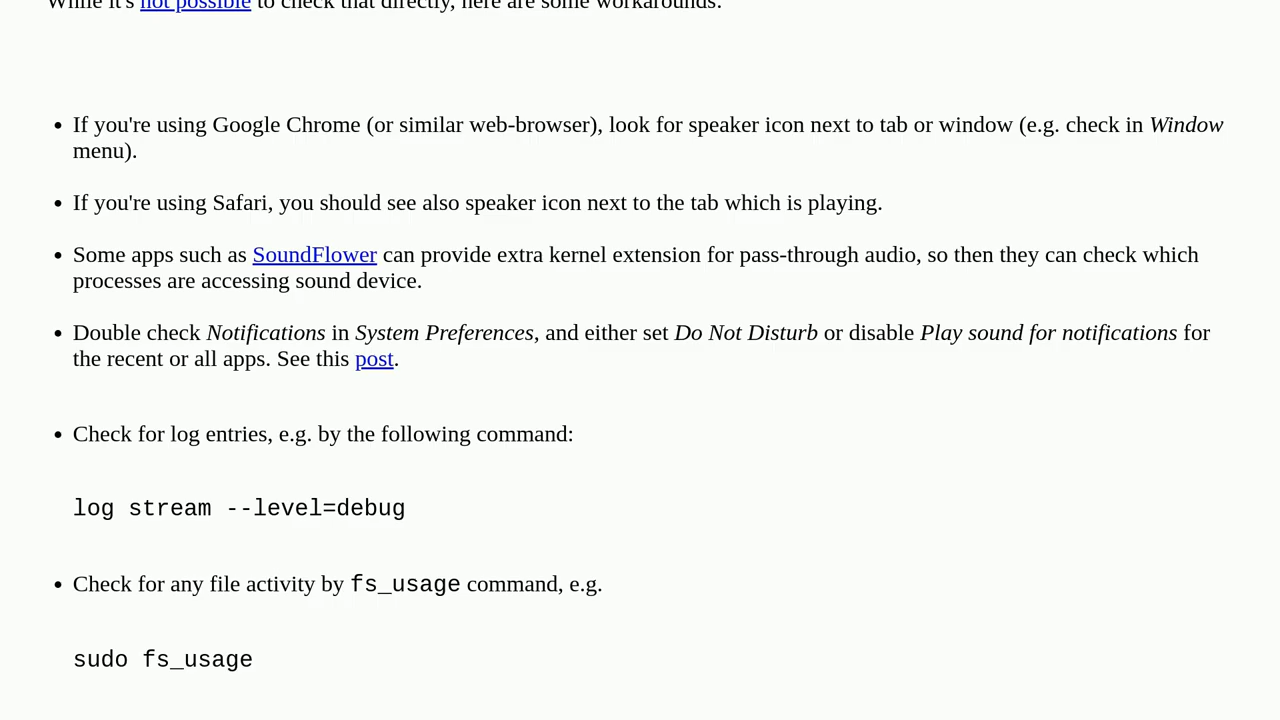 While it's not possible to check that directly, here are some workarounds:
If you're using Google Chrome (or similar web-browser), look for speaker icon next to tab or window (e.g. check in Window
menu).
If you're using Safari, you should see also speaker icon next to the tab which is playing.
Some apps such as SoundFlower can provide extra kernel extension for pass-through audio, so then they can check which
processes are accessing sound device.
Double check Notifications in System Preferences, and either set Do Not Disturb or disable Play sound for notifications for
the recent or all apps. See this post.
Check for log entries, e.g. by the following command:
log stream --level=debug
Check for any file activity by fs_usage command, e.g.
sudo fs_usage